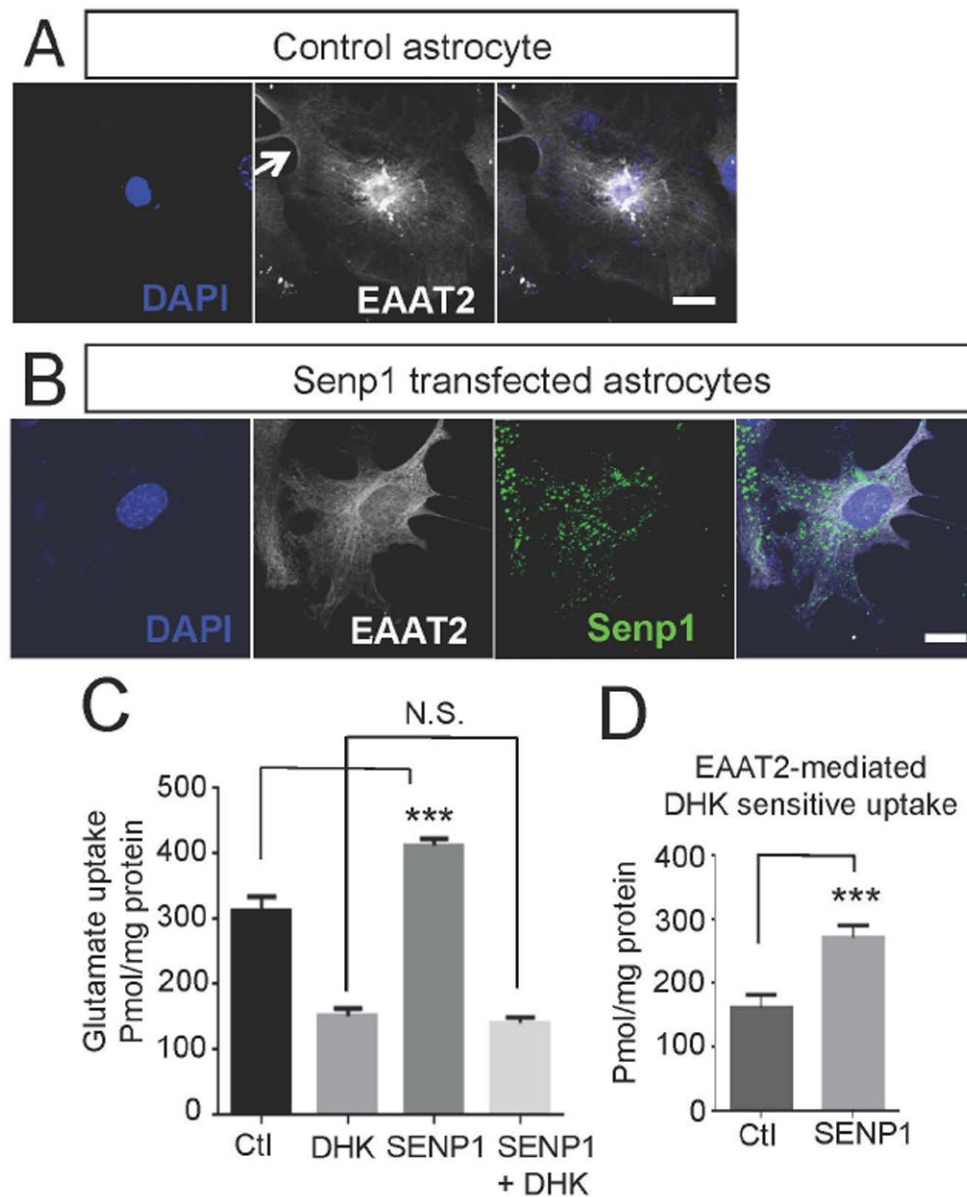 A
Control astrocyte
DAPI
EAAT2
B
Senp1 transfected astrocytes
DAPI
EAAT2
Senp1
C
N.S.
Glutamate uptake
Pmol/mg protein
500
400
300
200
100
0
***
Ctl
DHK
SENP1
SENP1
+ DHK
D
EAAT2-mediated
DHK sensitive uptake
Pmol/mg protein
400
300
200
100
0
***
Ctl
SENP1